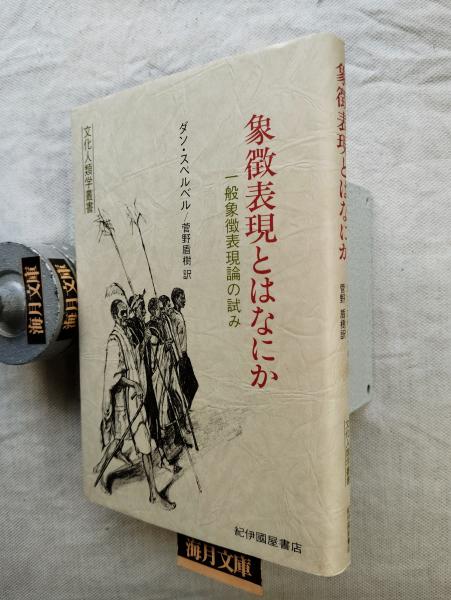 象徴表現とはなにか
一般象徴表現論の試み
ダン・スペルベル/菅野盾樹 訳
文化人類学叢書
紀伊國屋書店
象徴表現とはなにか
菅野 盾樹訳
海月文庫
海月文庫
海月文庫